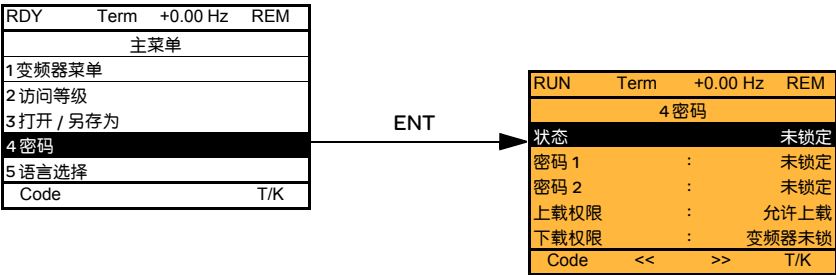 RDY Term +0.00 Hz REM
主菜单
1变频器菜单
2访问等级
3打开 / 另存为
4密码
5语言选择
Code T/K
ENT
RUN Term +0.00 Hz REM
4密码
状态 未锁定
密码 1 : 未锁定
密码 2 : 未锁定
上载权限 : 允许上载
下载权限 : 变频器未锁
Code << >> T/K